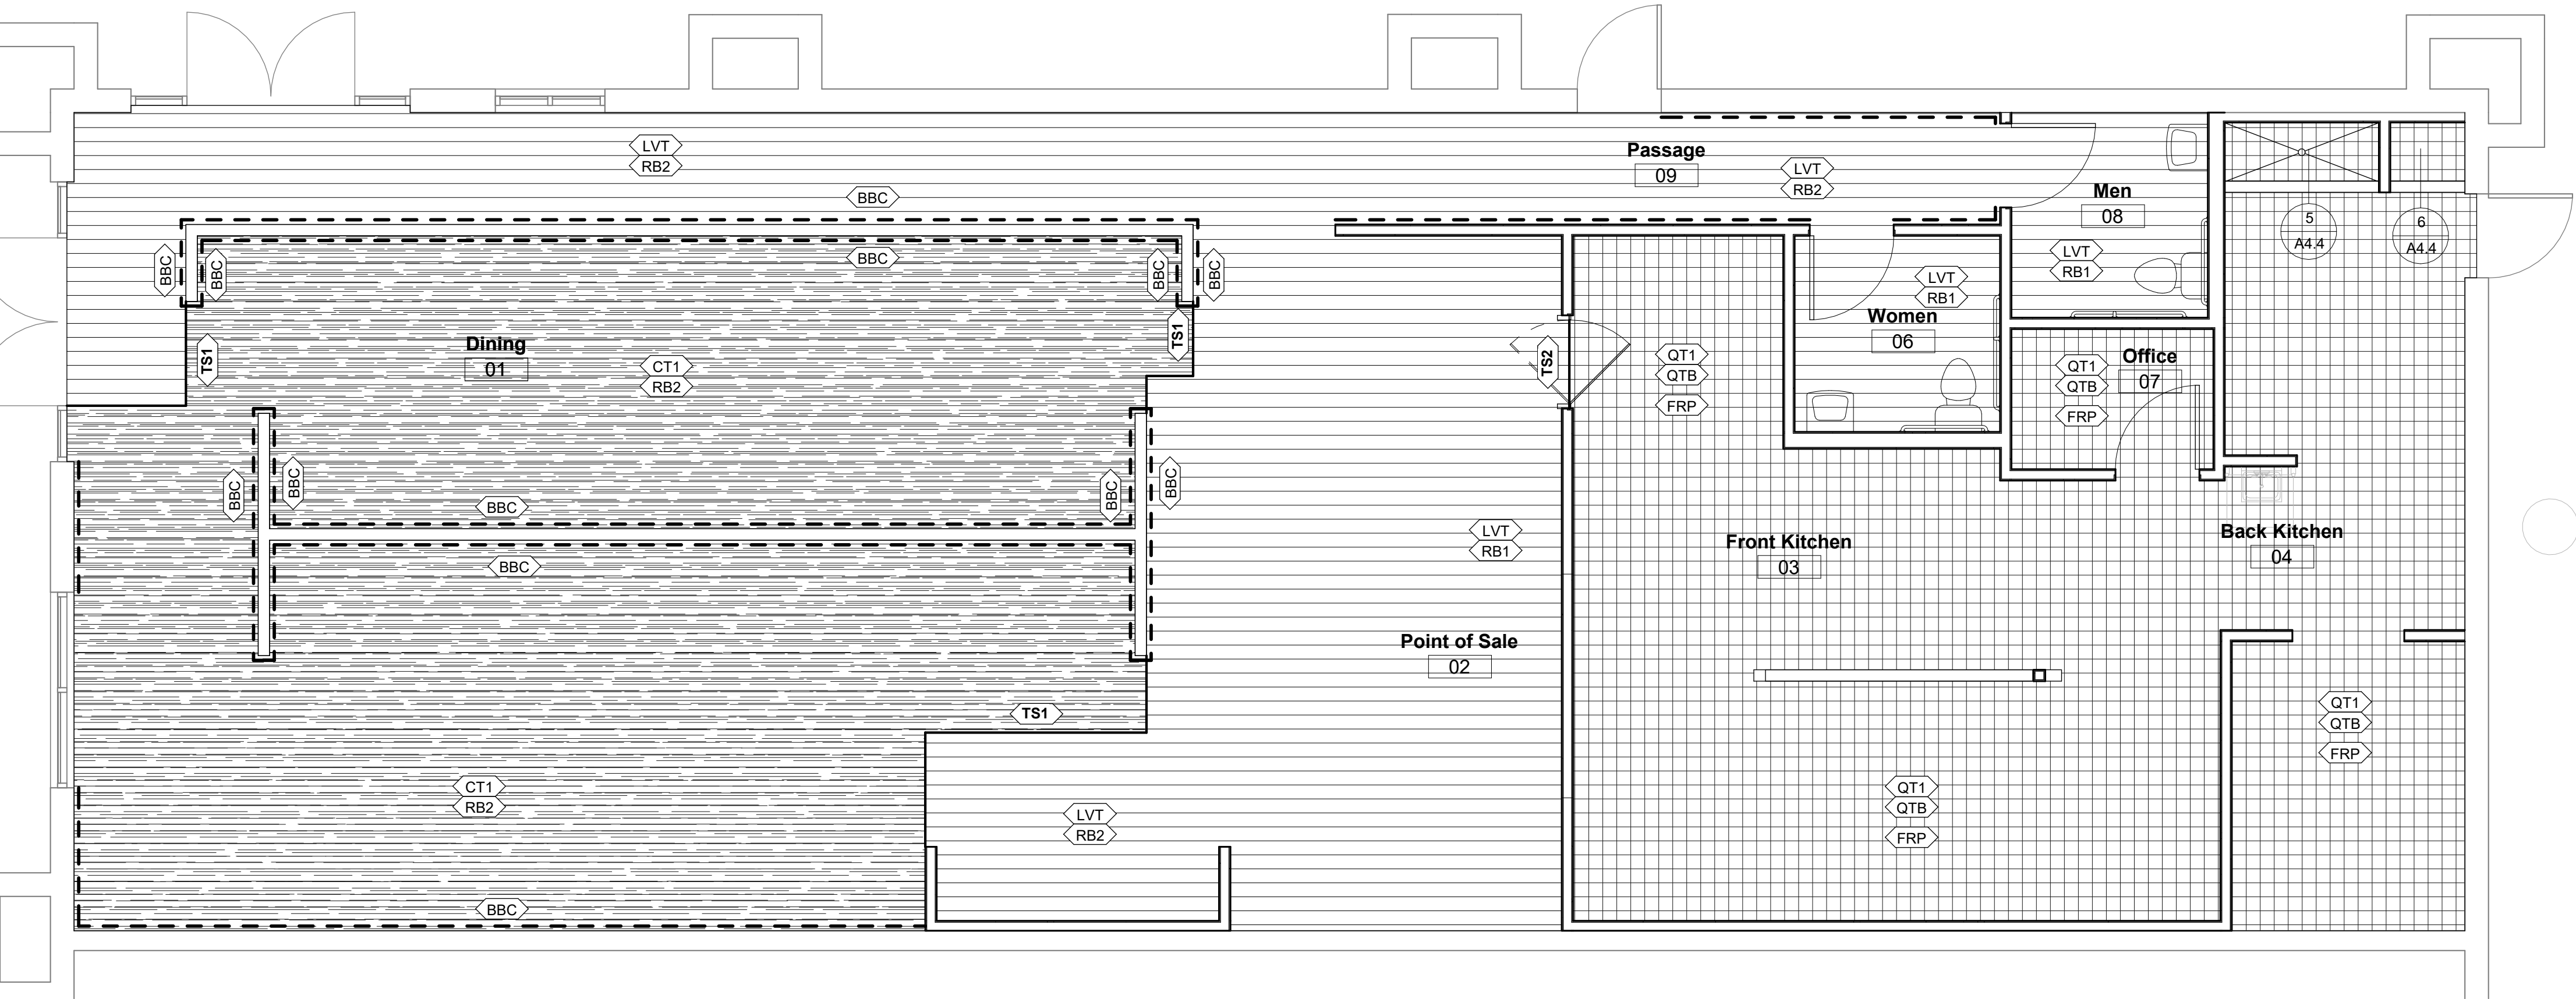 LVT
RB2
BBC
Passage
09
LVT
RB2
Men
08
LVT
RB1
5
A4.4
6
A4.4
BBC
BBC
BBC
BBC
BBC
LVT
RB1
Women
06
TS1
TS1
TS2
Dining
01
CT1
RB2
QT1
QTB
FRP
QT1
QTB
FRP
Office
07
BBC
BBC
BBC
BBC
BBC
BBC
LVT
RB1
Front Kitchen
03
Back Kitchen
04
Point of Sale
02
TS1
QT1
QTB
FRP
CT1
RB2
LVT
RB2
QT1
QTB
FRP
BBC